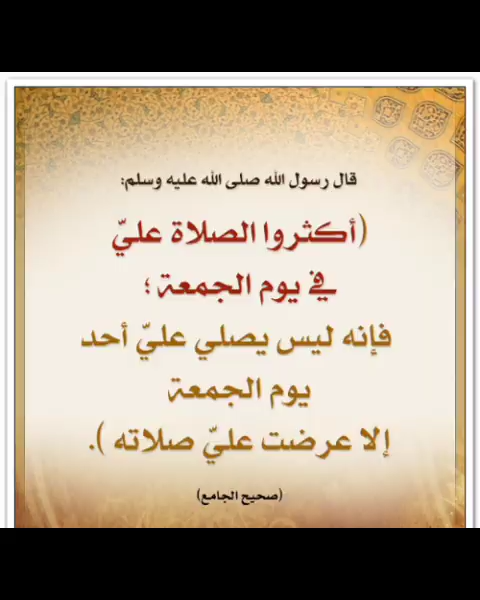 قال رسول الله صلى الله عليه وسلم:
(أكثروا الصلاة عليّ
في يوم الجمعة ؛
فإنه ليس يصلي عليّ أحد
يوم الجمعة
إلا عرضت عليّ صلاته ).
(صحيح الجامع)